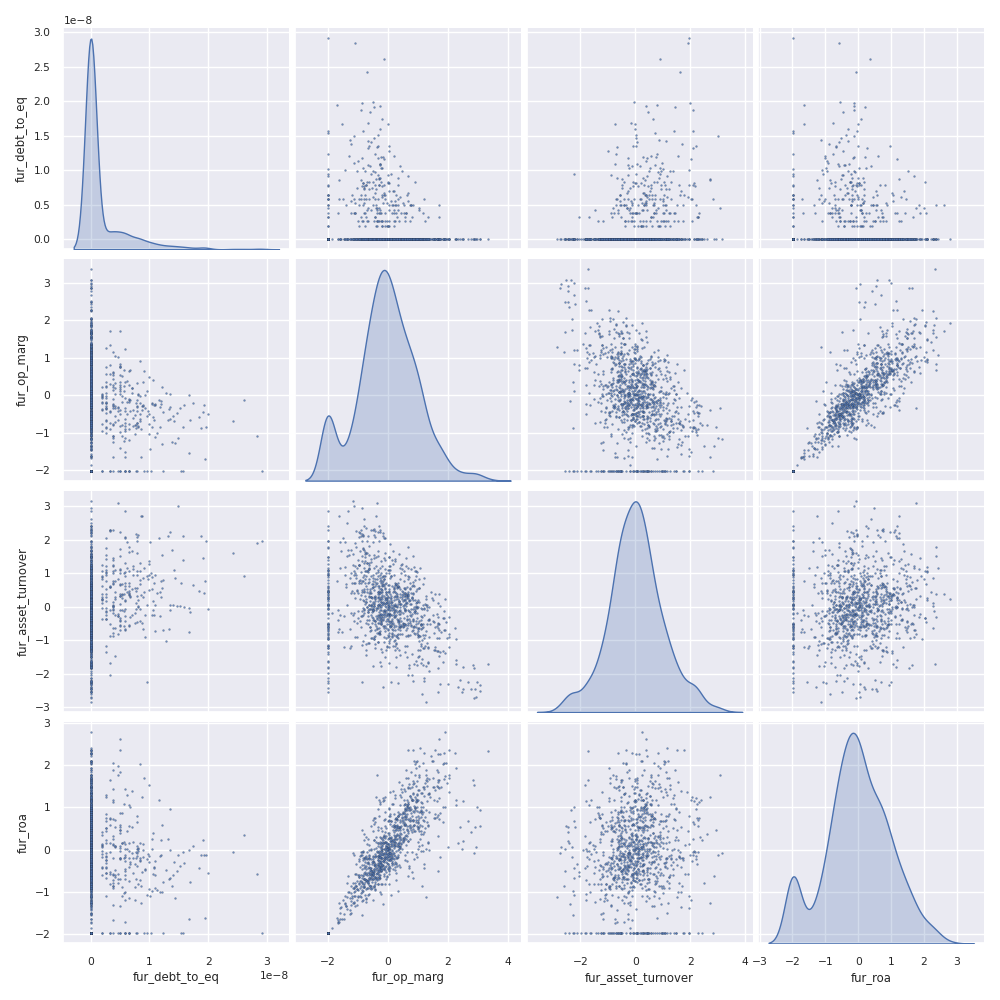 1e−8
3.0
2.5
2.0
1.5
1.0
0.5
0.0
fur_debt_to_eq
3
2
1
0
−1
−2
fur_op_marg
3
2
1
0
−1
−2
−3
fur_asset_turnover
3
2
1
0
−1
−2
fur_roa
0 1 2 3
1e−8
fur_debt_to_eq
−2 0 2 4
fur_op_marg
−2 0 2 4
fur_asset_turnover
−3 −2 −1 0 1 2 3
fur_roa